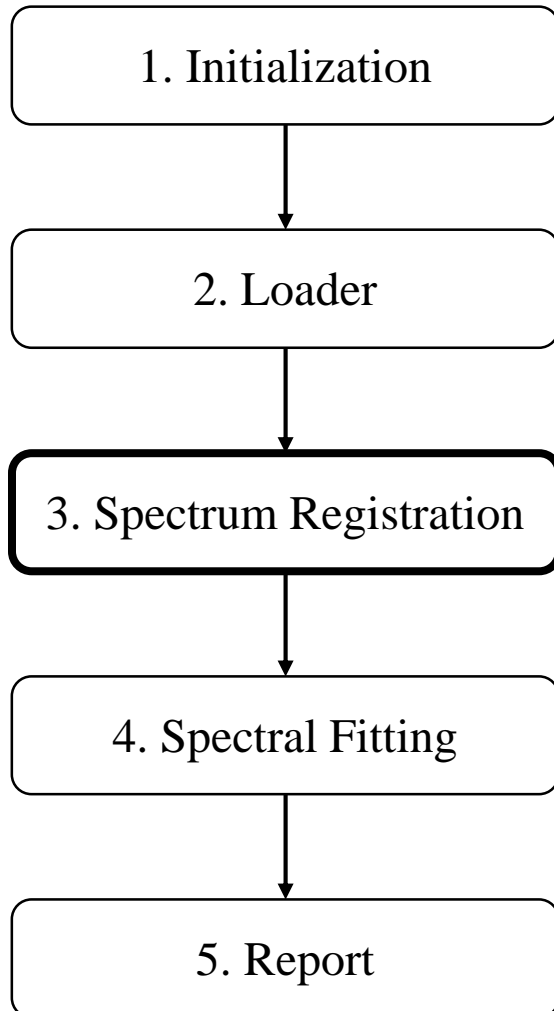 1. Initialization
2. Loader
3. Spectrum Registration
4. Spectral Fitting
5. Report